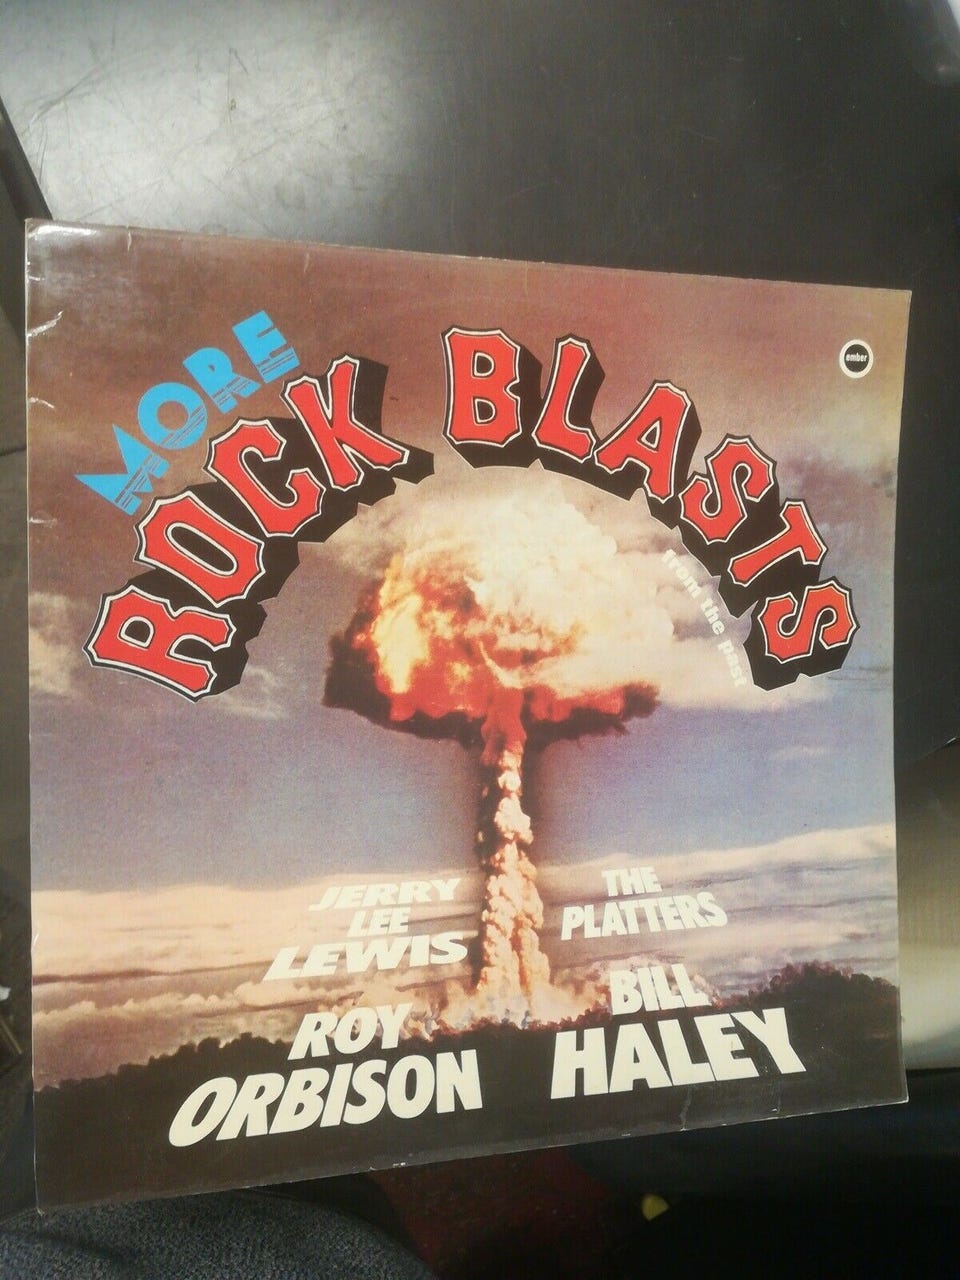 MORE
ROCK BLASTS
from the past
ember
JERRY
LEE
LEWIS
THE
PLATTERS
ROY
ORBISON
BILL
HALEY